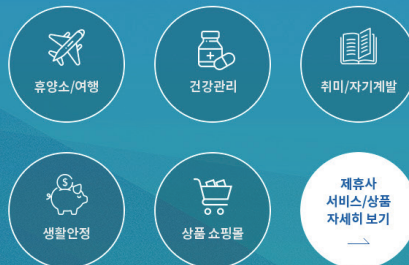 휴양소/여행
건강관리
취미/자기계발
생활안정
상품 쇼핑몰
제휴사
서비스/상품
자세히 보기